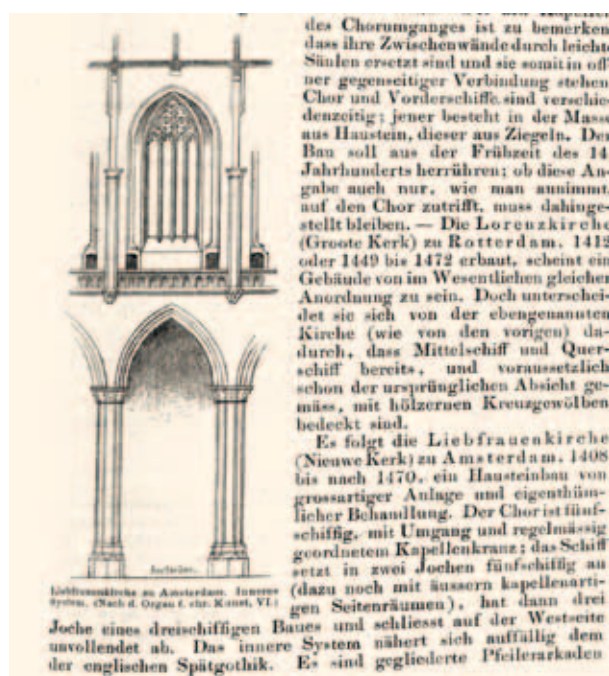 des Chorumganges ist zu bemerken
dass ihre Zwischenwände durch leichte
Säulen ersetzt sind und sie somit in off
ner gegenseitiger Verbindung stehen
Chor und Vorderschiffe sind verschie
denzeitig; jener besteht in der Masse
aus Haustein, dieser aus Ziegeln. Der
Bau soll aus der Frühzeit des 14
Jahrhunderts herrühren; ob diese An-
gabe auch nur, wie man annimmt
auf den Chor zutrifft, muss dahinge-
stellt bleiben. — Die Lorenzkirche
(Groote Kerk) zu Rotterdam, 1412
oder 1449 bis 1472 erbaut, scheint ein
Gebäude von im Wesentlichen gleicher
Anordnung zu sein. Doch unterschei-
det sie sich von der ebengenannten
Kirche (wie von den vorigen) da-
durch, dass Mittelschiff und Quer-
schiff bereits, und voraussetzlich
schon der ursprünglichen Absicht ge-
mäss, mit hölzernen Kreuzgewölben
bedeckt sind.
Es folgt die Liebfrauenkirche
(Nieuwe Kerk) zu Amsterdam, 1408
bis nach 1470, ein Hausteinbau von
grossartiger Anlage und eigenthüm-
licher Behandlung. Der Chor ist fünf-
schiffig, mit Umgang und regelmässig
geordnetem Kapellenkranz; das Schiff
setzt in zwei Jochen fünfschiffig an
(dazu noch mit äussern kapellenarti-
gen Seitenräumen), hat dann drei
Joche eines dreischiffigen Baues und schliesst auf der Westseite
unvollendet ab. Das innere System nähert sich auffällig dem
der englischen Spätgothik. Es sind gegliederte Pfeilerarkaden
Liebfrauenkirche zu Amsterdam. Inneres
System. (Nach d. Organ f. chr. Kunst, VI.)